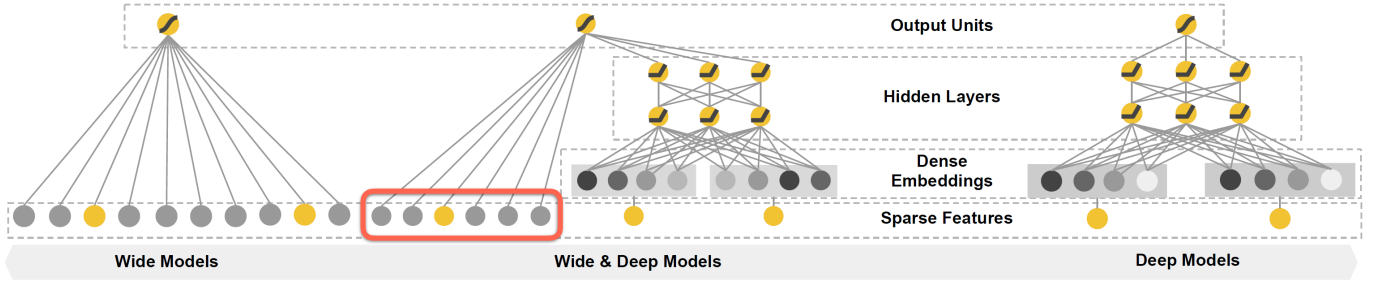 Output Units
Hidden Layers
Dense
Embeddings
Sparse Features
Wide Models
Wide & Deep Models
Deep Models